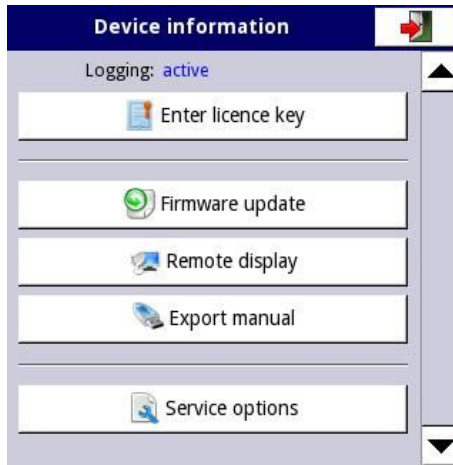 Device information
Logging: active
Enter licence key
Firmware update
Remote display
Export manual
Service options